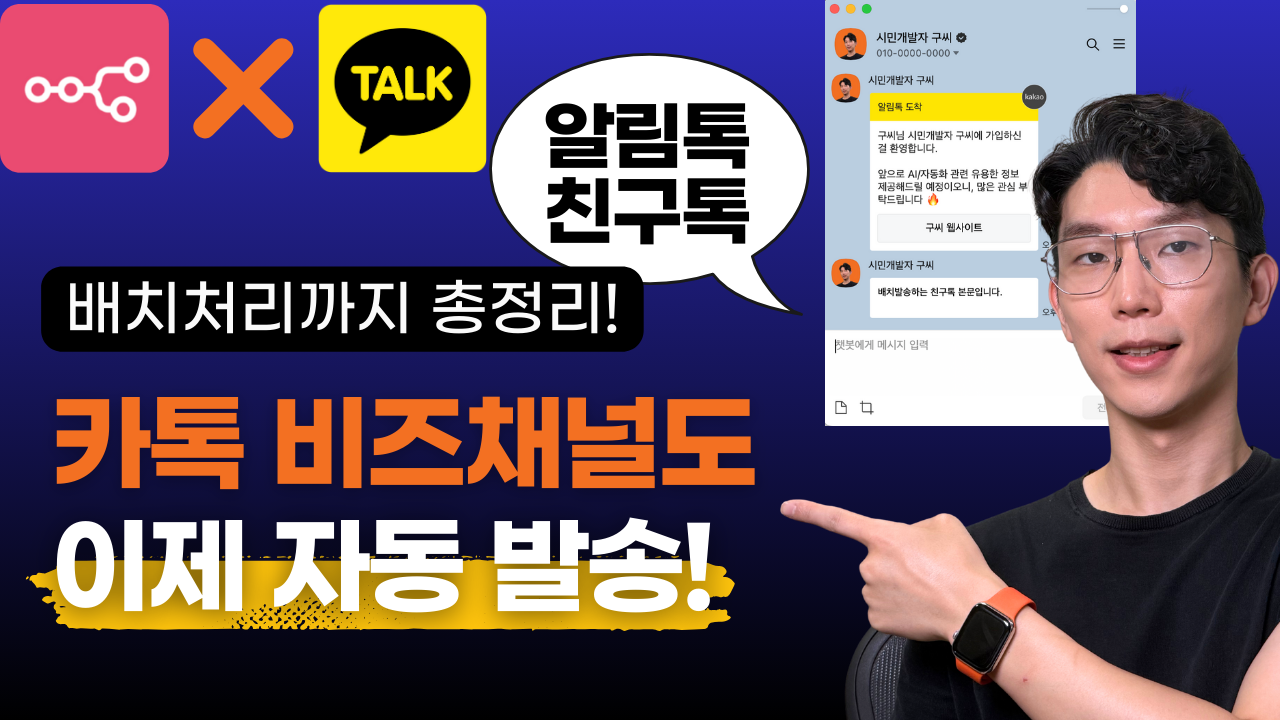 TALK
알림톡
친구톡
배치처리까지 총정리!
카톡 비즈채널도
이제 자동 발송!
시민개발자 구씨
010-0000-0000
시민개발자 구씨
kakao
알림톡 도착
구씨님 시민개발자 구씨에 가입하신
걸 환영합니다.
앞으로 AI/자동화 관련 유용한 정보
제공해드릴 예정이오니, 많은 관심 부
탁드립니다 🔥
구씨 웹사이트
시민개발자 구씨
배치발송하는 친구톡 본문입니다.
챗봇에게 메시지 입력